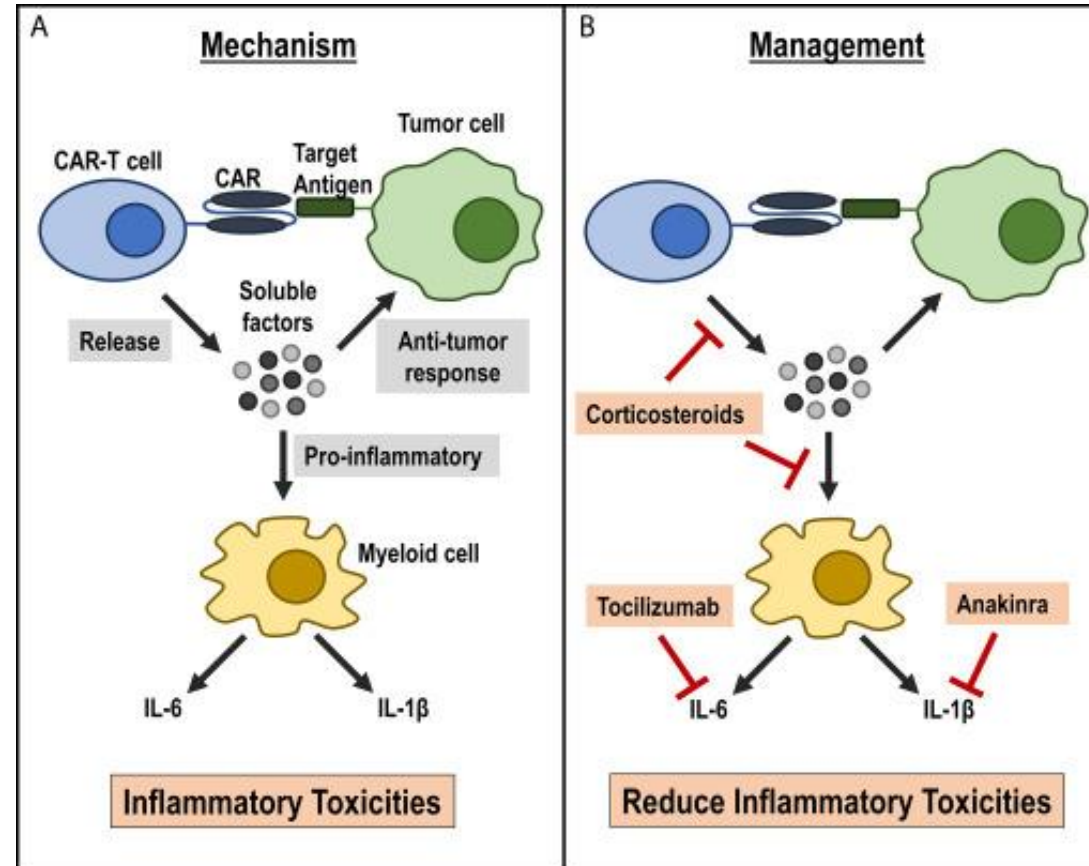 A
Mechanism
Tumor cell
CAR-T cell
CAR
Target
Antigen
Soluble
factors
Release
Anti-tumor
response
Pro-inflammatory
Myeloid cell
IL-6
IL-1β
Inflammatory Toxicities
B
Management
Corticosteroids
Tocilizumab
Anakinra
IL-6
IL-1β
Reduce Inflammatory Toxicities